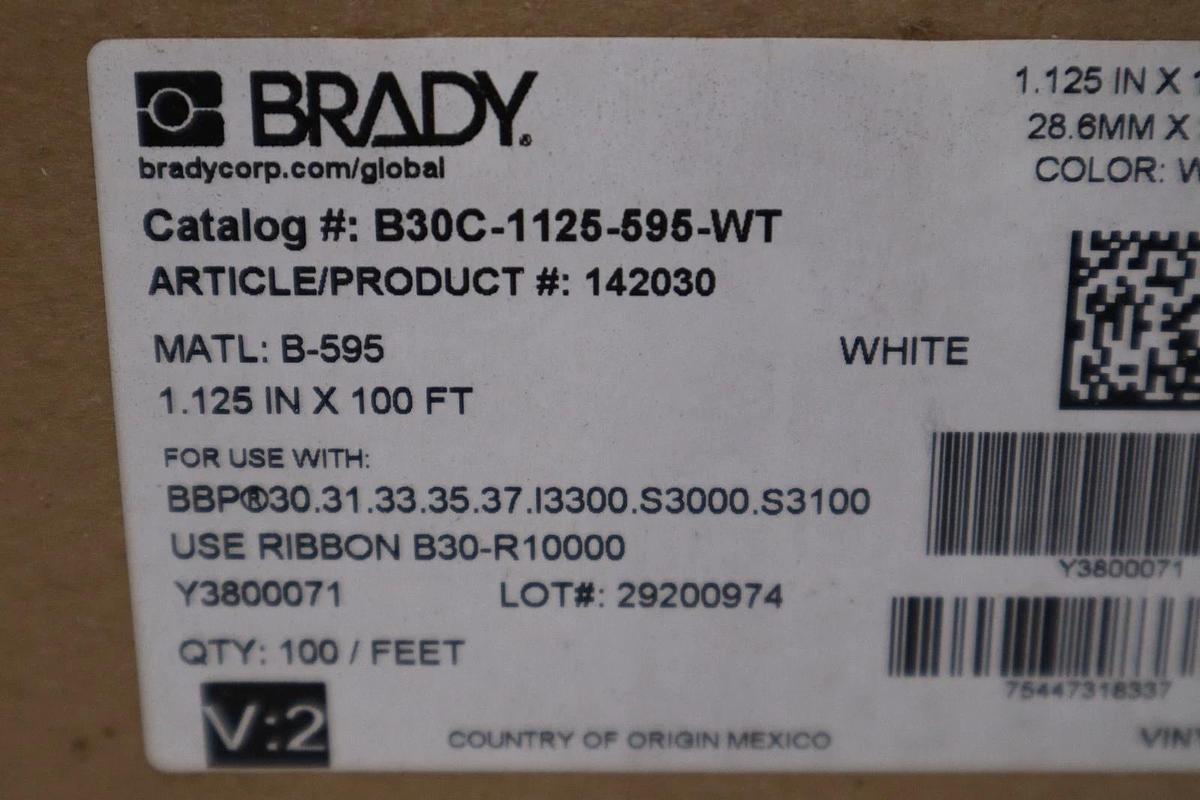 BRADY®
bradycorp.com/global
Catalog #: B30C-1125-595-WT
ARTICLE/PRODUCT #: 142030
MATL: B-595
1.125 IN X 100 FT
FOR USE WITH:
BBP®30.31.33.35.37.I3300.S3000.S3100
USE RIBBON B30-R10000
Y3800071 LOT#: 29200974
QTY: 100 / FEET
V:2
COUNTRY OF ORIGIN MEXICO
1.125 IN X
28.6MM X
COLOR:
WHITE
Y3800071
75447318337